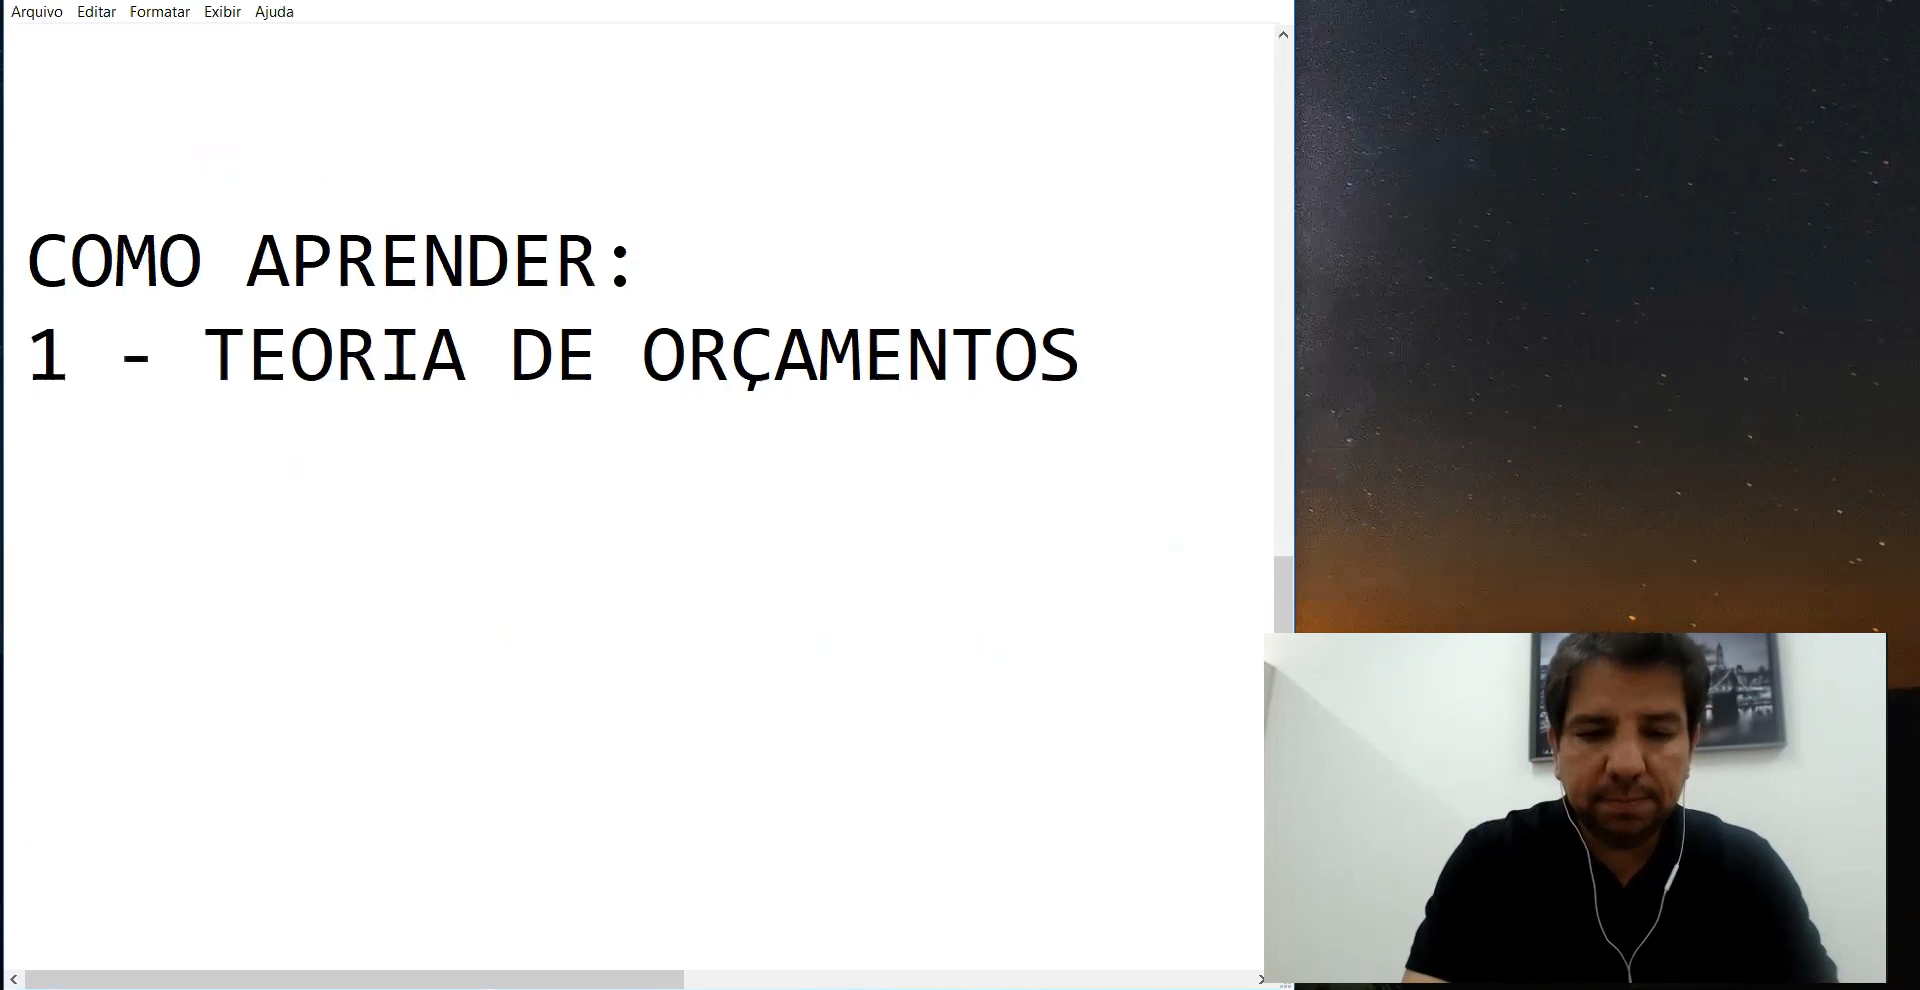 Arquivo Editar Formatar Exibir Ajuda
COMO APRENDER:
1 - TEORIA DE ORÇAMENTOS